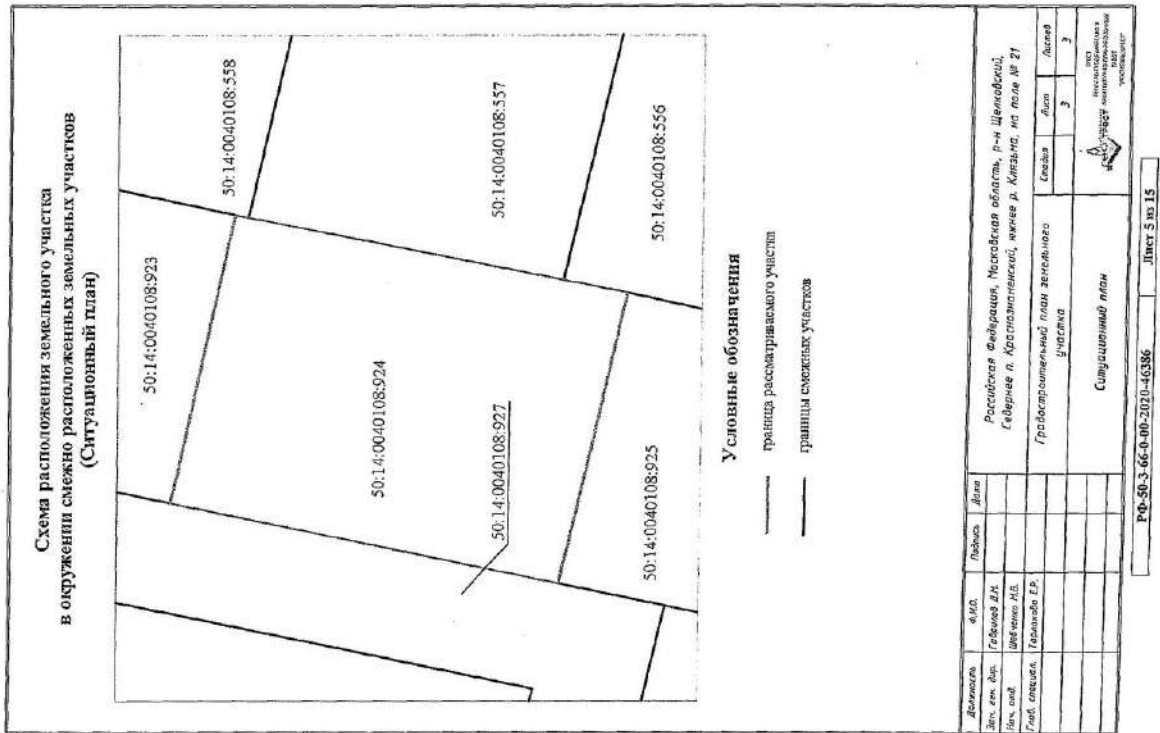 Схема расположения земельного участка
в окружении смежно расположенных земельных участков
(Ситуационный план)
50:14:0040108:923
50:14:0040108:558
50:14:0040108:924
50:14:0040108:557
50:14:0040108:927
50:14:0040108:925
50:14:0040108:556
Условные обозначения
граница рассматриваемого участка
границы смежных участков
Должность Ф.И.О. Подпись Дата
Зам. ген. дир. Гаврилов Д.Н.
Нач. отд. Шевченко Н.В.
Глав. специал. Е.Р.
Российская Федерация, Московская область, р-н Щелковский,
Севернее п. Краснознаменский, южнее р. Клязьма, на поле № 21
Градостроительный план земельного
участка
Стадия Лист Листов
3 3
Ситуационный план
РФ-50-3-66-0-00-2020-46386 Лист 5 из 15